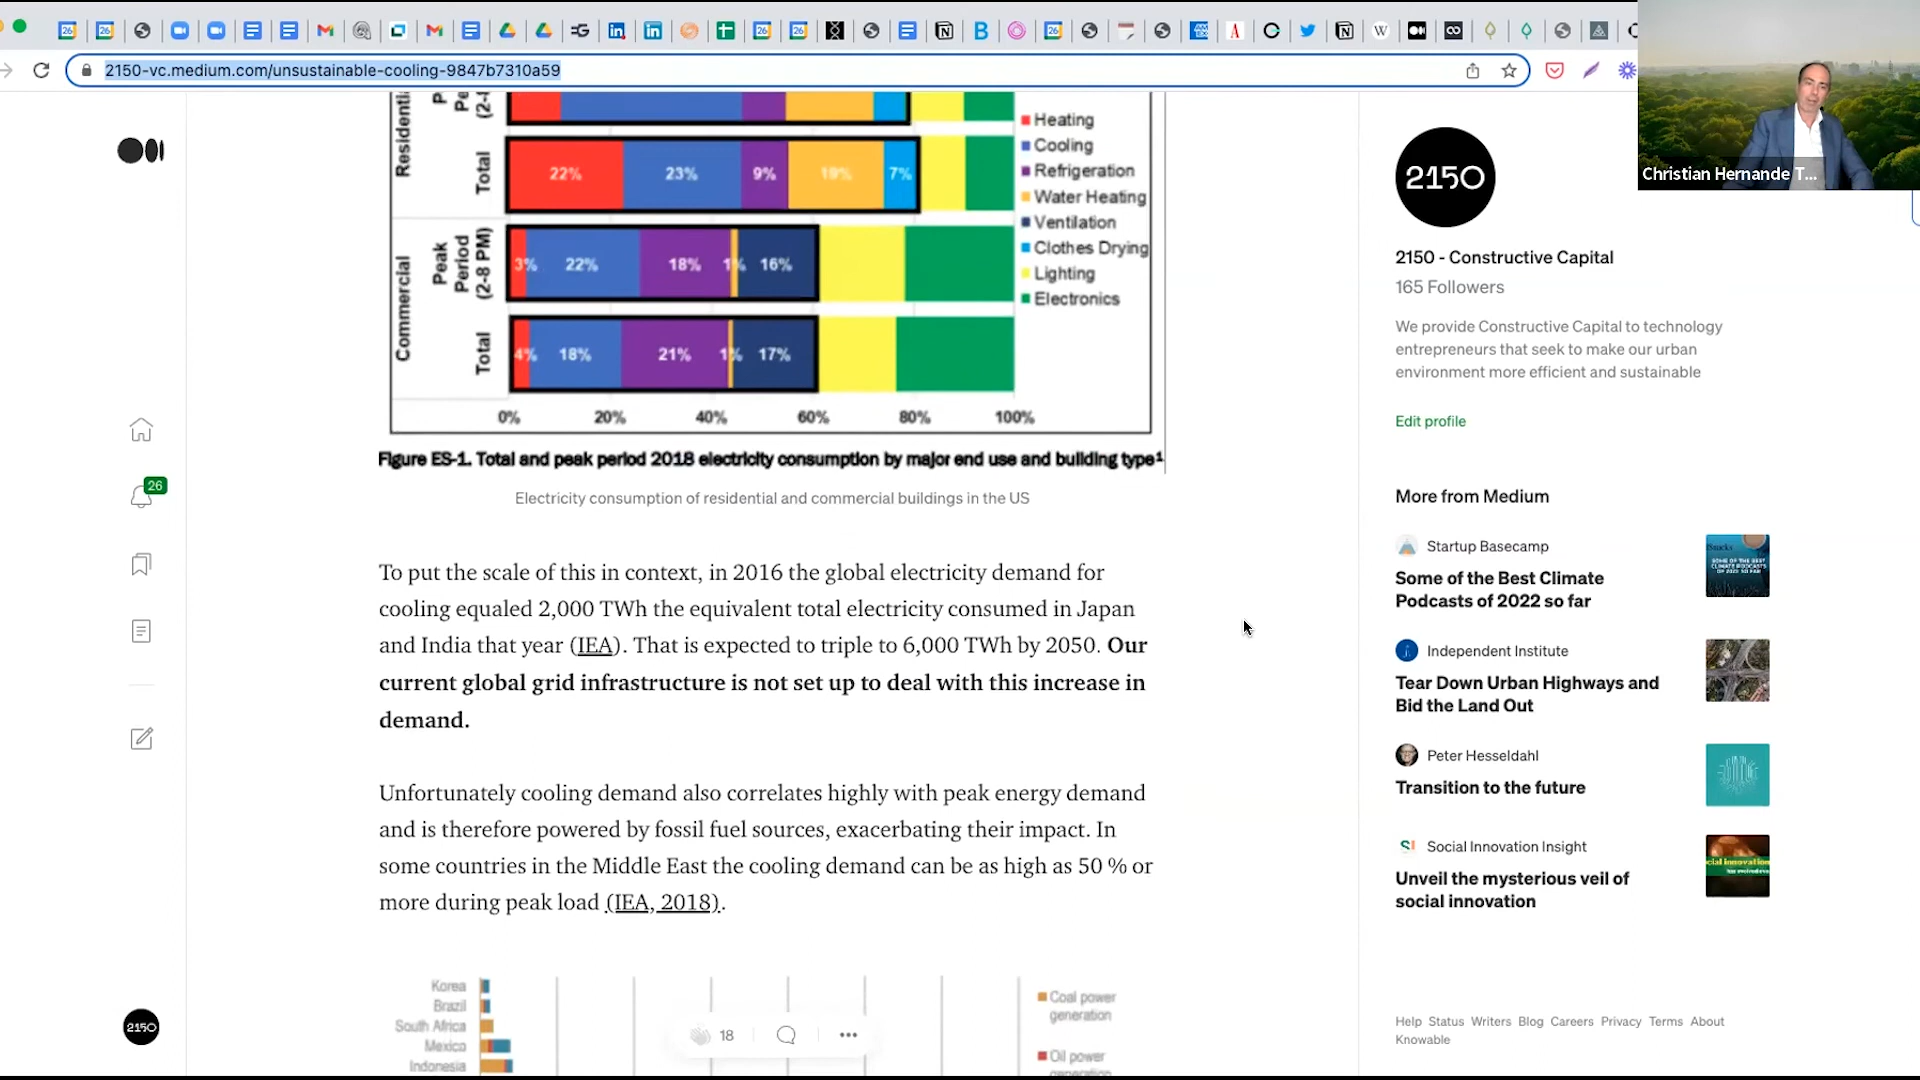 2150-vc.medium.com/unsustainable-cooling-9847b7310a59
Christian Hernande T...
Residenti
Total
22% 23% 9% 19% 7%
Commercial
Peak
Period
(2-8 PM)
3% 22% 18% 1% 16%
Total
4% 18% 21% 1% 17%
0% 20% 40% 60% 80% 100%
Heating
Cooling
Refrigeration
Water Heating
Ventilation
Clothes Drying
Lighting
Electronics
Figure ES-1. Total and peak period 2018 electricity consumption by major end use and building type¹
Electricity consumption of residential and commercial buildings in the US
To put the scale of this in context, in 2016 the global electricity demand for
cooling equaled 2,000 TWh the equivalent total electricity consumed in Japan
and India that year (IEA). That is expected to triple to 6,000 TWh by 2050. Our
current global grid infrastructure is not set up to deal with this increase in
demand.
Unfortunately cooling demand also correlates highly with peak energy demand
and is therefore powered by fossil fuel sources, exacerbating their impact. In
some countries in the Middle East the cooling demand can be as high as 50 % or
more during peak load (IEA, 2018).
Korea
Brazil
South Africa
Mexico
Indonesia
Coal power
generation
Oil power
generation
18
26
2150
2150
2150 - Constructive Capital
165 Followers
We provide Constructive Capital to technology
entrepreneurs that seek to make our urban
environment more efficient and sustainable
Edit profile
More from Medium
Startup Basecamp
Some of the Best Climate
Podcasts of 2022 so far
Independent Institute
Tear Down Urban Highways and
Bid the Land Out
Peter Hesseldahl
Transition to the future
Social Innovation Insight
Unveil the mysterious veil of
social innovation
Help Status Writers Blog Careers Privacy Terms About
Knowable